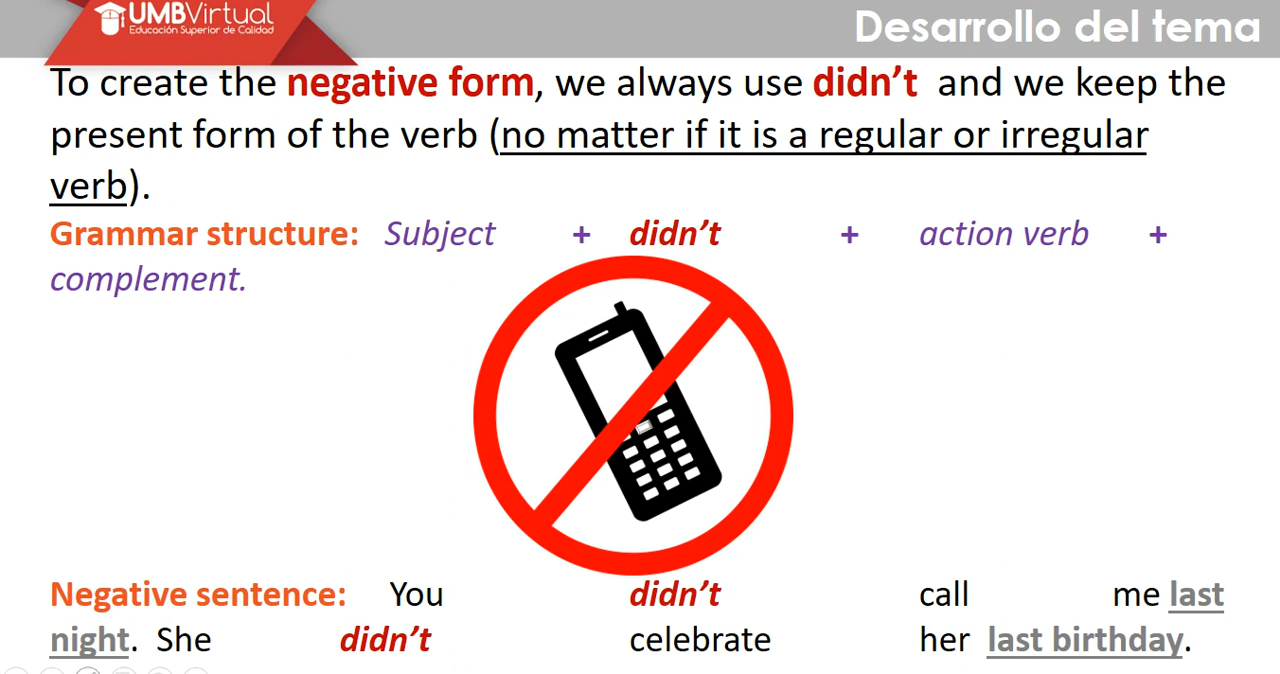 UMBVirtual
Educación Superior de Calidad
Desarrollo del tema
To create the negative form, we always use didn’t and we keep the
present form of the verb (no matter if it is a regular or irregular
verb).
Grammar structure: Subject + didn’t + action verb +
complement.
Negative sentence: You didn’t call me last
night. She didn’t celebrate her last birthday.